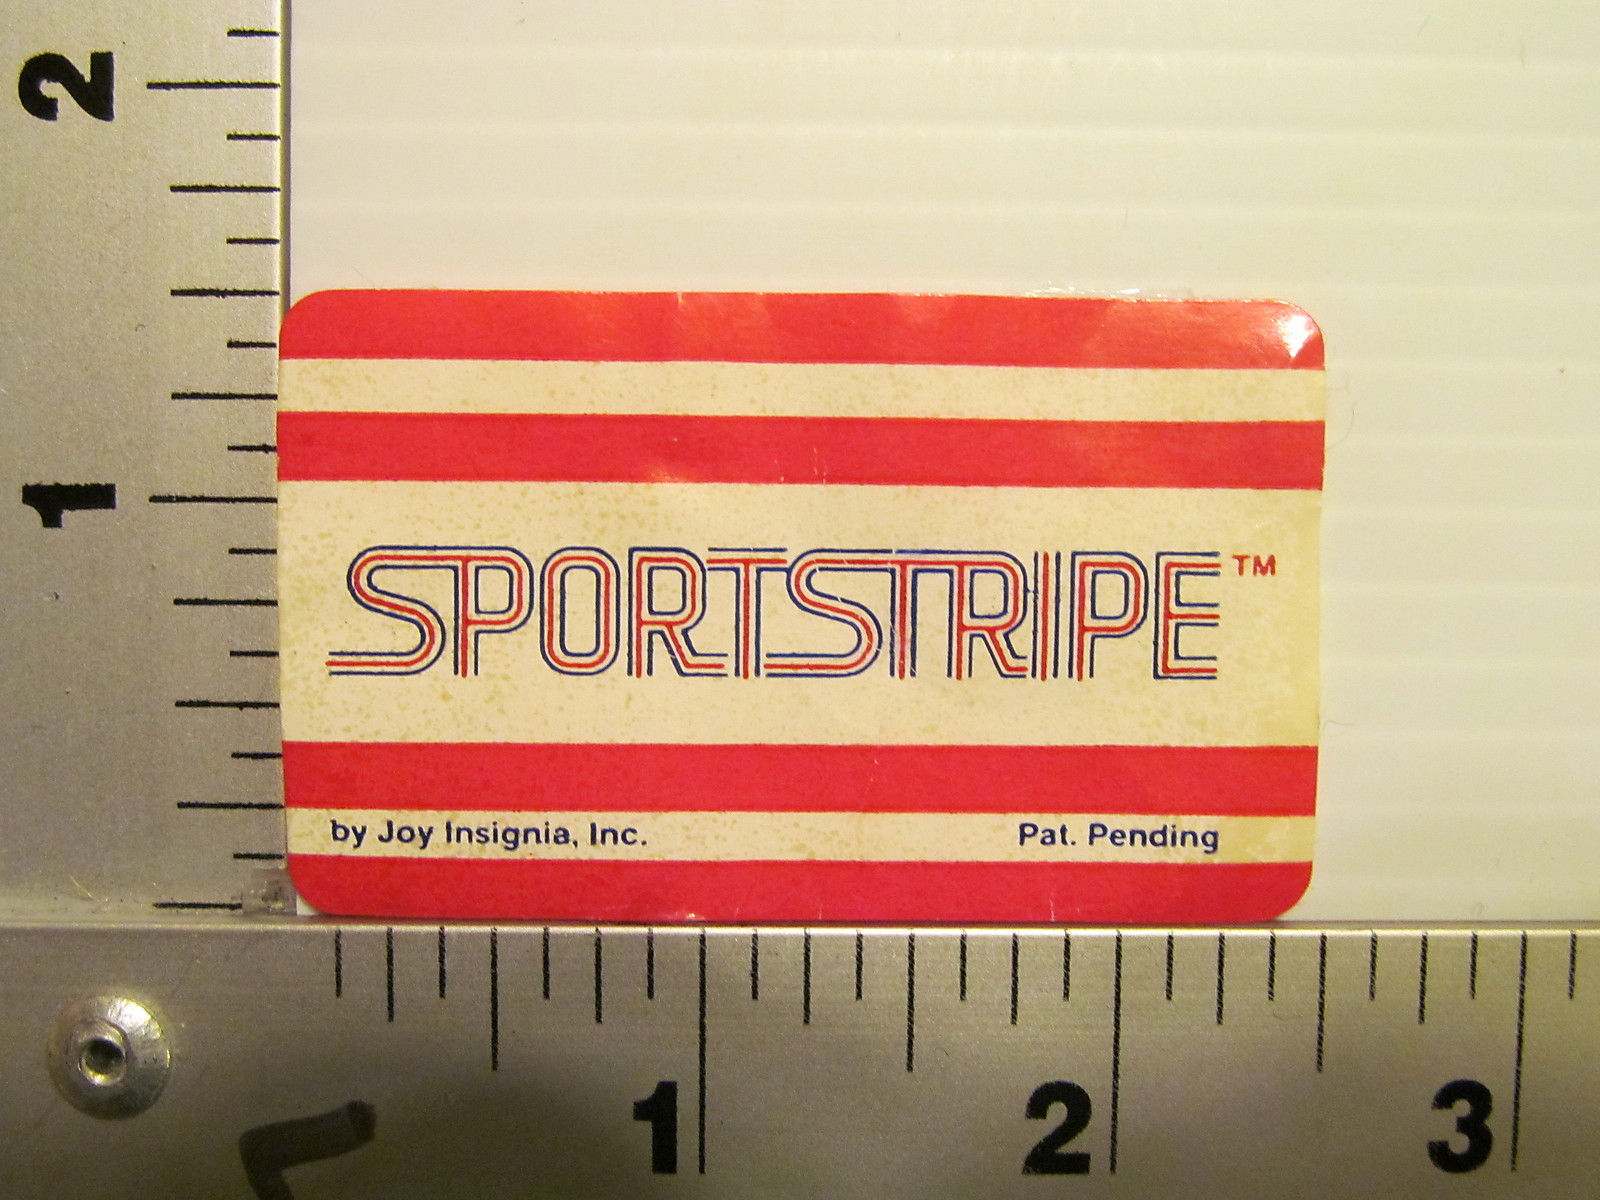 2
1
SPORTSTRIPE™
by Joy Insignia, Inc. Pat. Pending
1 2 3